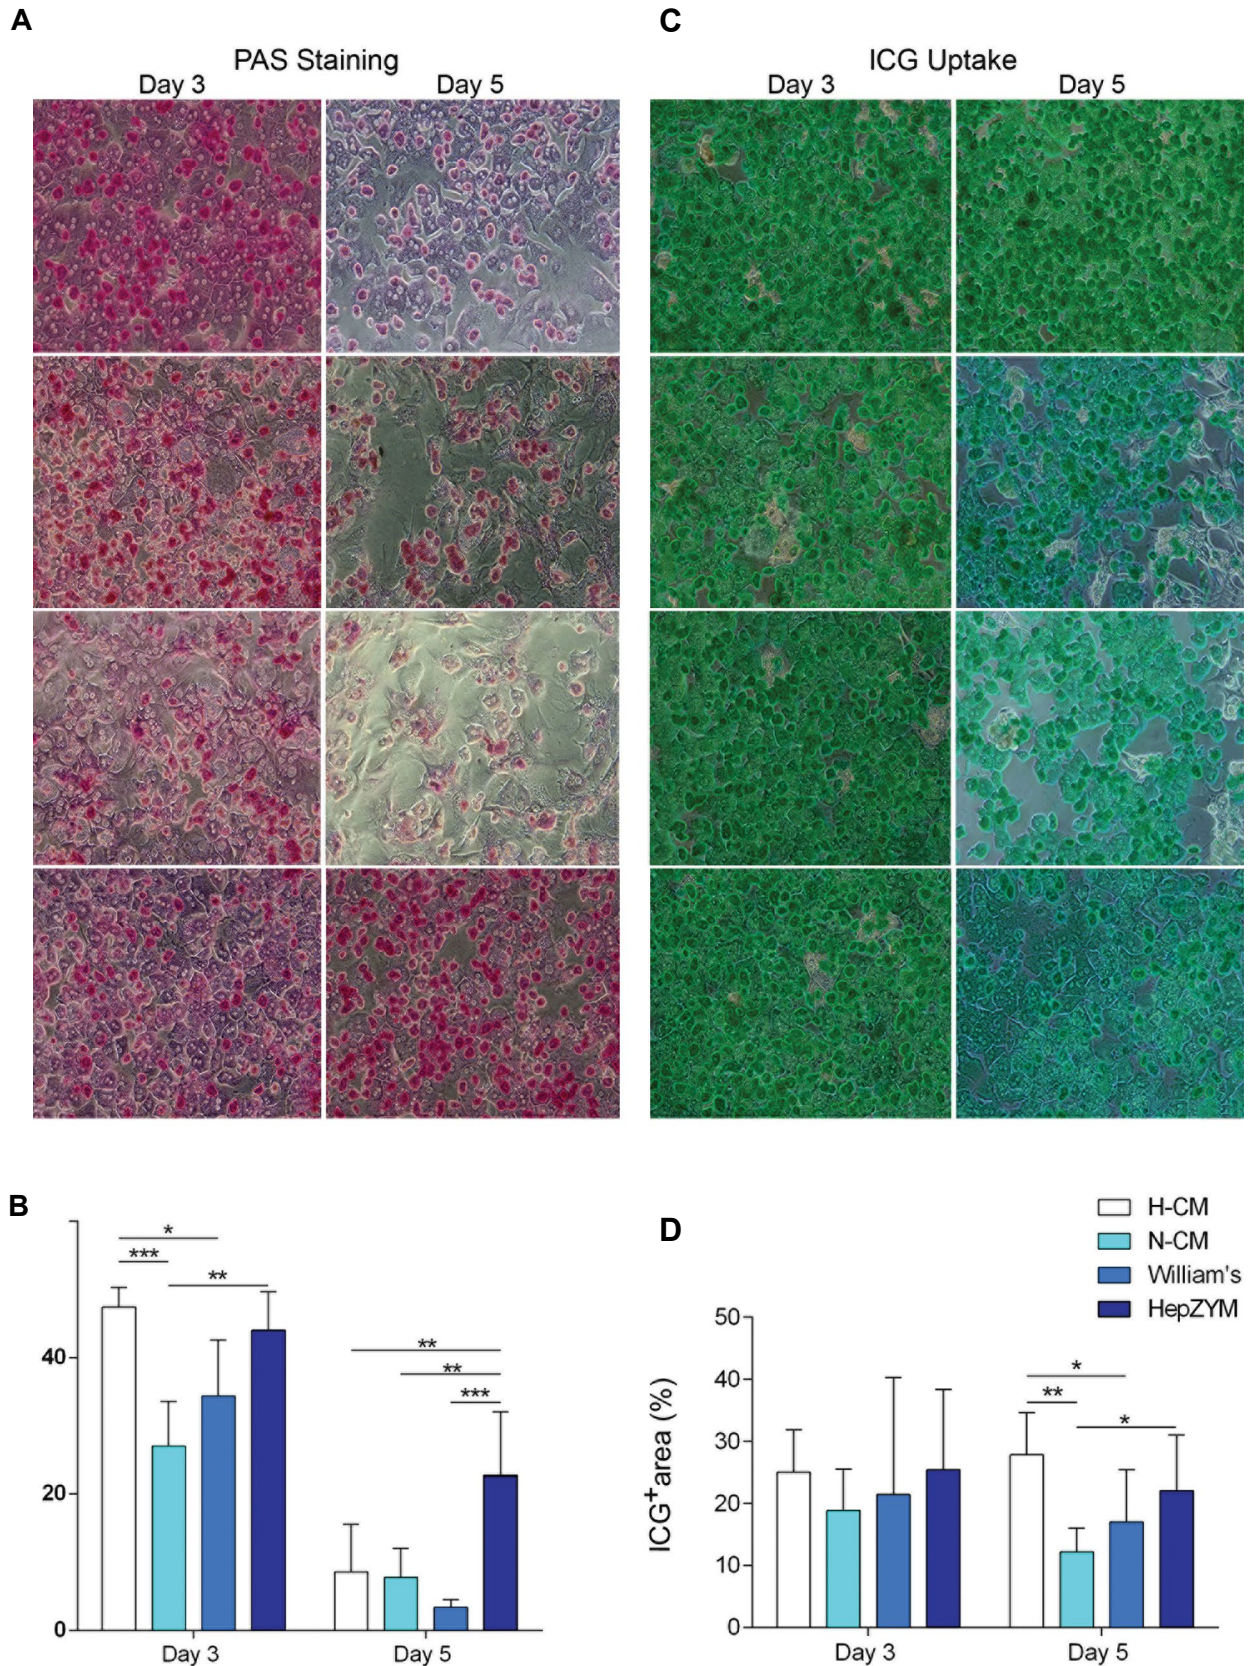 A
PAS Staining
Day 3 Day 5
C
ICG Uptake
Day 3 Day 5
B
40
20
0
*
***
**
**
**
***
Day 3 Day 5
D
H-CM
N-CM
William's
HepZYM
ICG+ area (%)
50
40
30
20
10
0
*
**
*
Day 3 Day 5